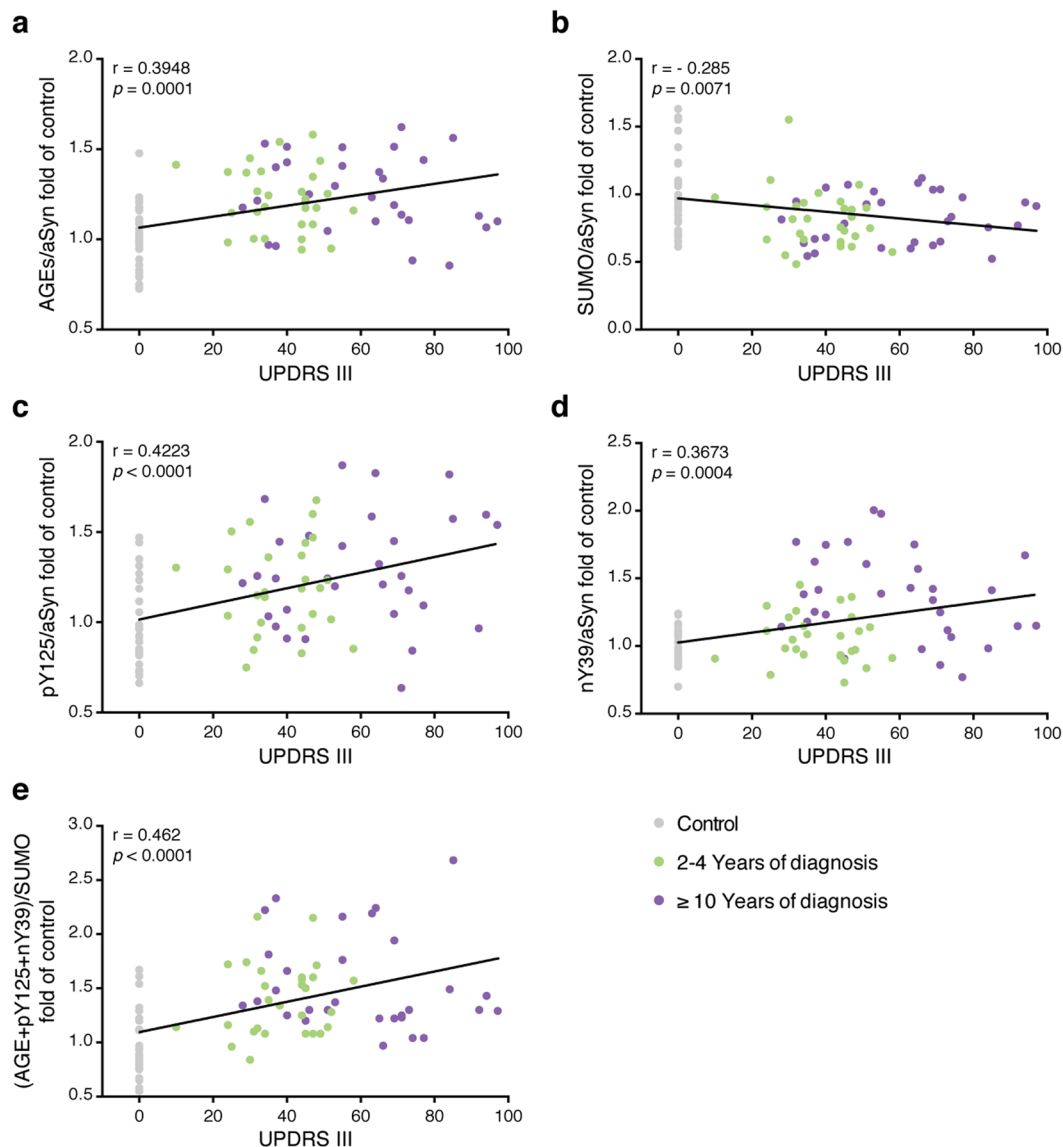 a
r = 0.3948
p = 0.0001
AGEs/aSyn fold of control
2.0
1.5
1.0
0.5
0 20 40 60 80 100
UPDRS III
b
r = - 0.285
p = 0.0071
SUMO/aSyn fold of control
2.0
1.5
1.0
0.5
0.0
0 20 40 60 80 100
UPDRS III
c
r = 0.4223
p < 0.0001
pY125/aSyn fold of control
2.0
1.5
1.0
0.5
0 20 40 60 80 100
UPDRS III
d
r = 0.3673
p = 0.0004
nY39/aSyn fold of control
2.5
2.0
1.5
1.0
0.5
0 20 40 60 80 100
UPDRS III
e
r = 0.462
p < 0.0001
(AGE+pY125+nY39)/SUMO
fold of control
3.0
2.5
2.0
1.5
1.0
0.5
0 20 40 60 80 100
UPDRS III
Control
2-4 Years of diagnosis
≥ 10 Years of diagnosis